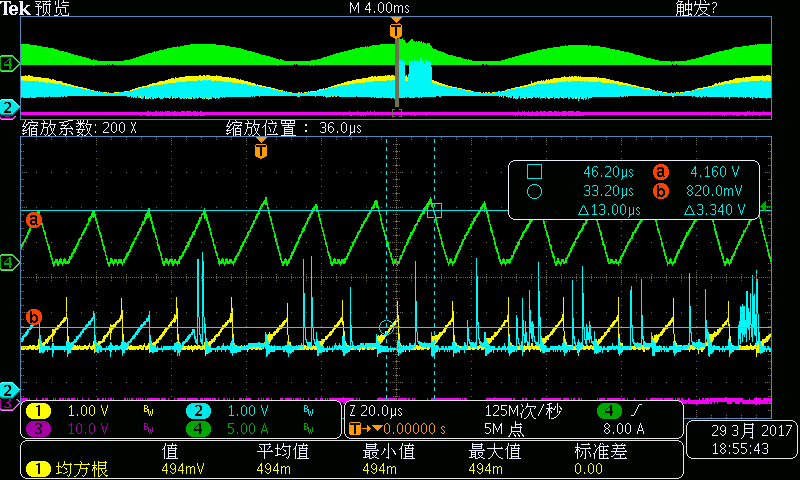 Tek 预览 M 4.00ms 触发?
T
4
2
缩放系数: 200 X 缩放位置： 36.0µs
T
46.20µs a 4.160 V
33.20µs b 820.0mV
Δ13.00µs Δ3.340 V
a
4
b
2
3
1 1.00 V BW 2 1.00 V BW Z 20.0µs 125M次/秒 4
3 10.0 V BW 4 5.00 A BW T→▼0.00000 s 5M 点 8.00 A
29 3月 2017
18:55:43
值 平均值 最小值 最大值 标准差
1 均方根 494mV 494m 494m 494m 0.00